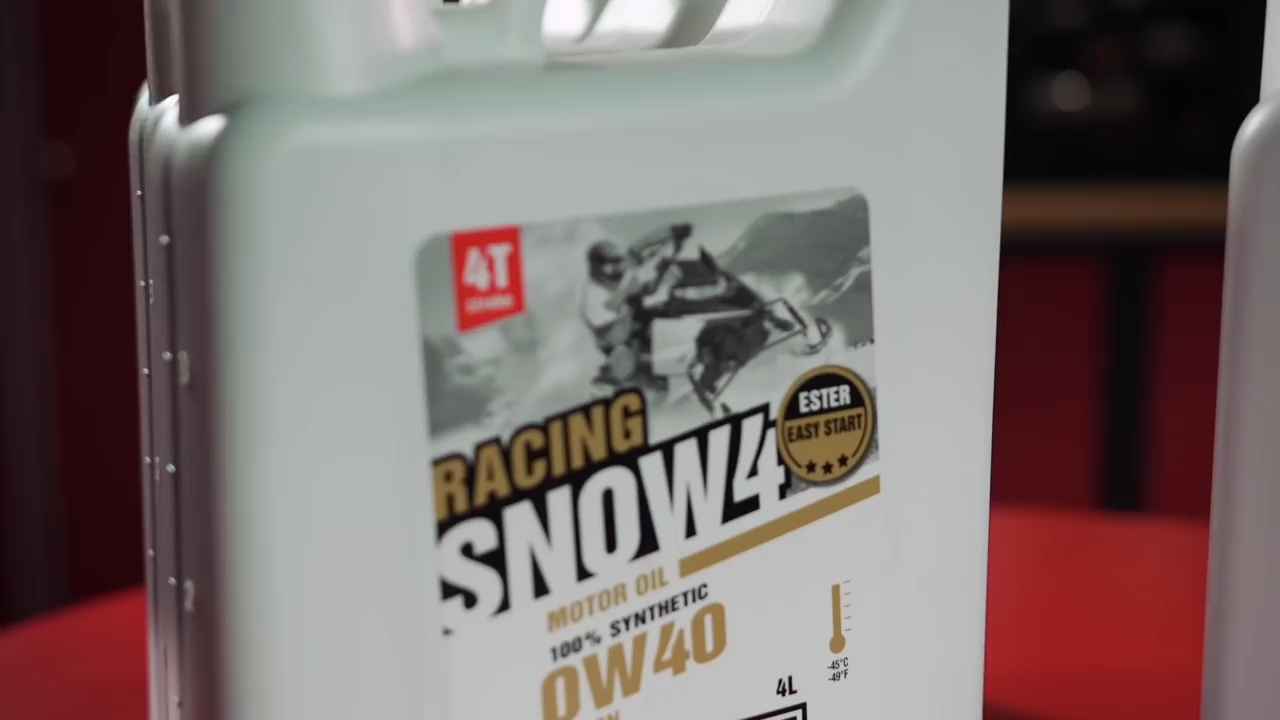 4T
RACING
SNOW4
ESTER
EASY START
MOTOR OIL
100% SYNTHETIC
0W40
-45°C
-49°F
4L